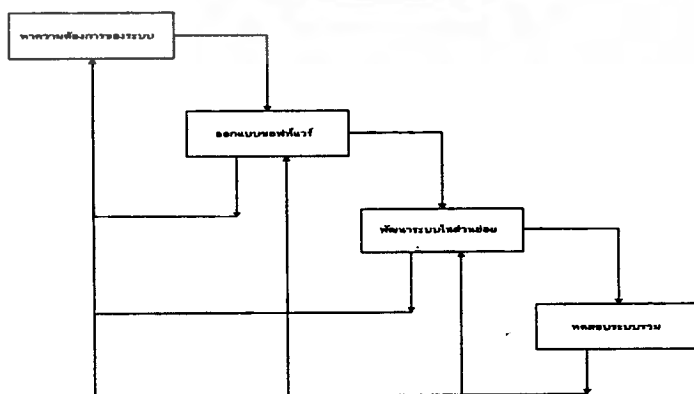 หาความต้องการของระบบ
ออกแบบซอฟท์แวร์
พัฒนาระบบในส่วนย่อย
ทดสอบระบบรวม